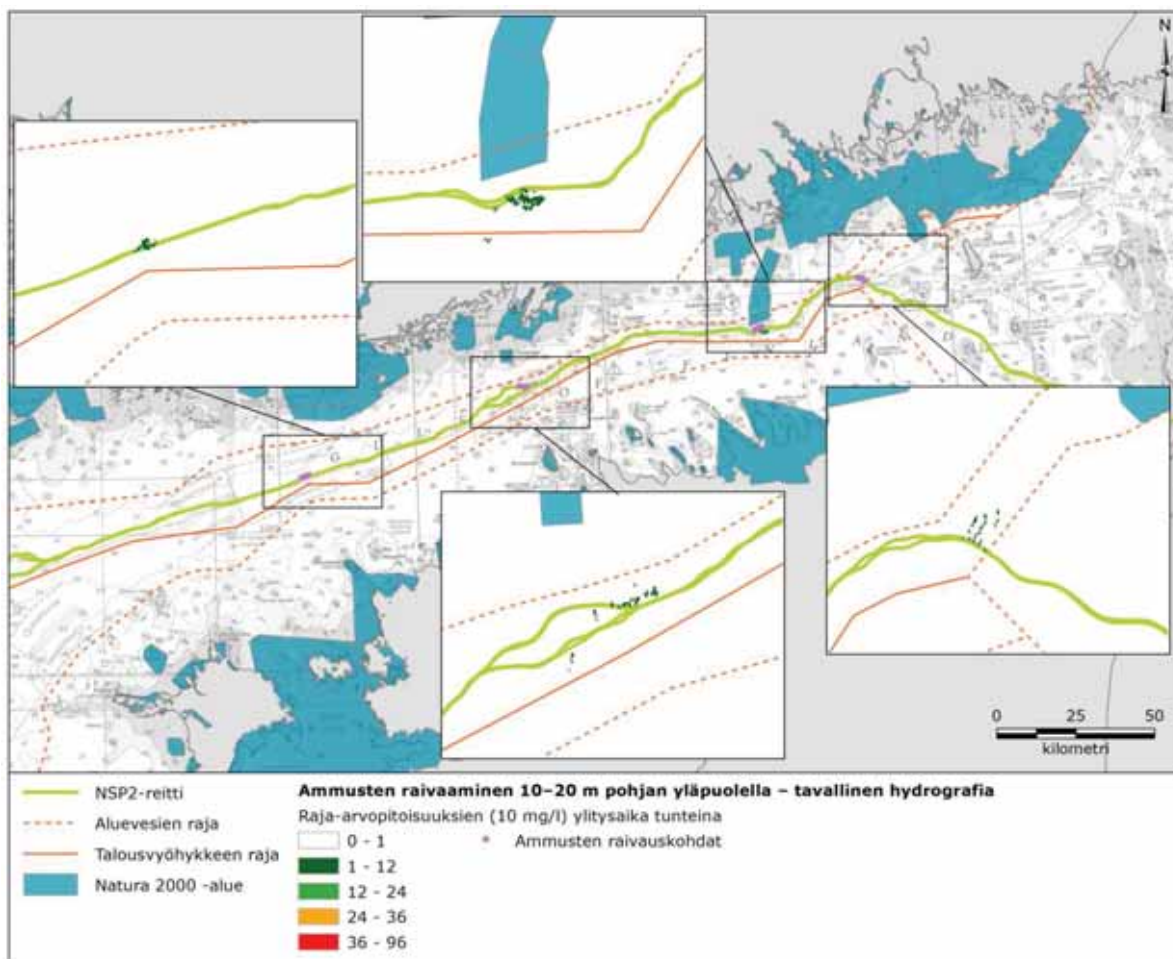 N
0 25 50
kilometri
NSP2-reitti
Aluevesien raja
Talousvyöhykkeen raja
Natura 2000 -alue
Ammusten raivaaminen 10–20 m pohjan yläpuolella – tavallinen hydrografia
Raja-arvopitoisuuksien (10 mg/l) ylitysaika tunteina
0 - 1
1 - 12
12 - 24
24 - 36
36 - 96
Ammusten raivauskohdat